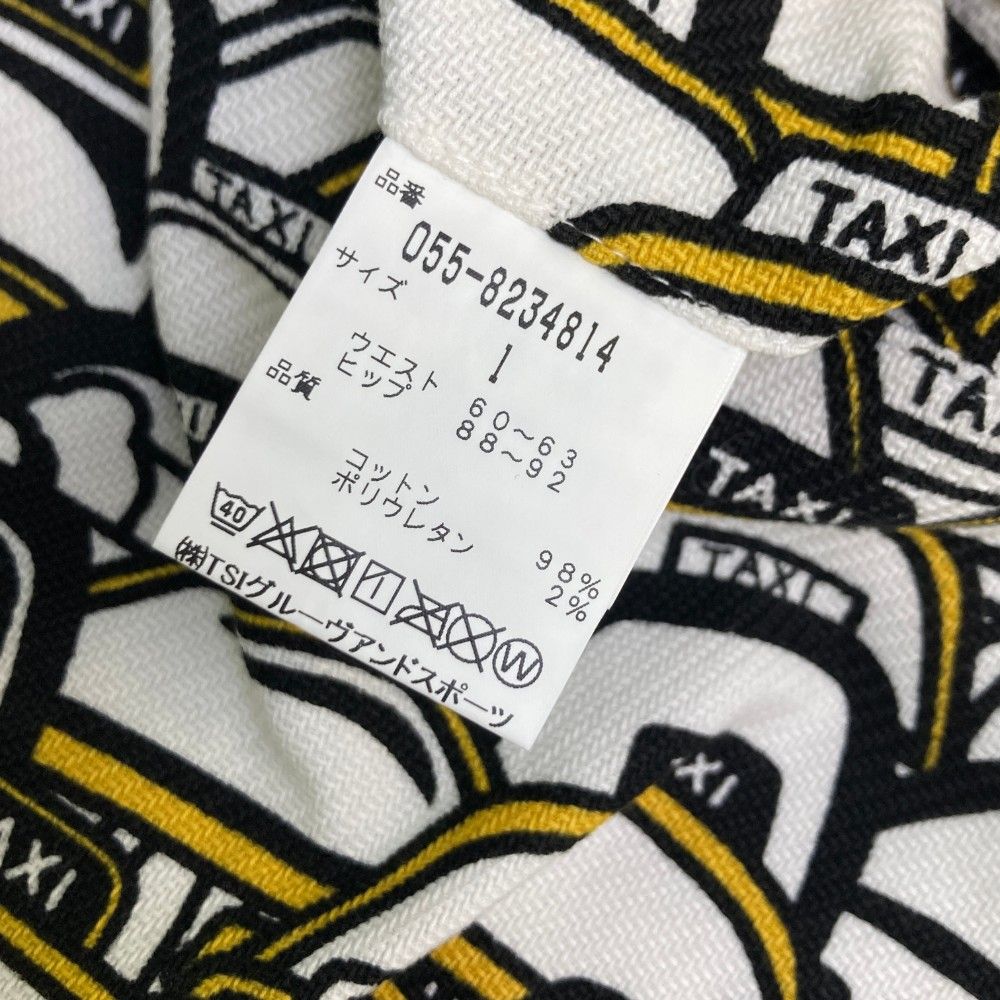 品番
055-8234814
サイズ
1
ウエスト 60～63
ヒップ 88～92
品質
コットン 98%
ポリウレタン 2%
40
W
㈱TSIグルーヴアンドスポーツ
TAXI
TAXI
TAXI
TAXI